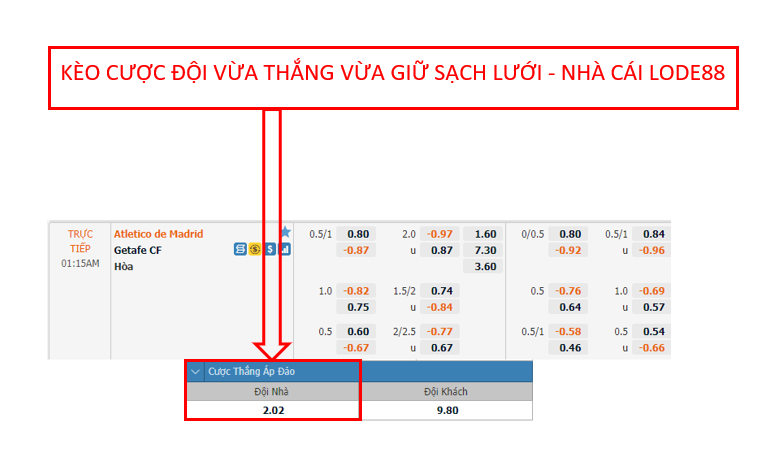 KÈO CƯỢC ĐỘI VỪA THẮNG VỪA GIỮ SẠCH LƯỚI - NHÀ CÁI LODE88
TRỰC Atletico de Madrid 0.5/1 0.80 2.0 -0.97 1.60 0/0.5 0.80 0.5/1 0.84
TIẾP Getafe CF $ $ -0.87 u 0.87 7.30 -0.92 u -0.96
01:15AM Hòa 3.60
1.0 -0.82 1.5/2 0.74 0.5 -0.76 1.0 -0.69
0.75 u -0.84 0.64 u 0.57
0.5 0.60 2/2.5 -0.77 0.5/1 -0.58 0.5 0.54
-0.67 u 0.67 0.46 u -0.66
Cược Thắng Áp Đảo
Đội Nhà Đội Khách
2.02 9.80